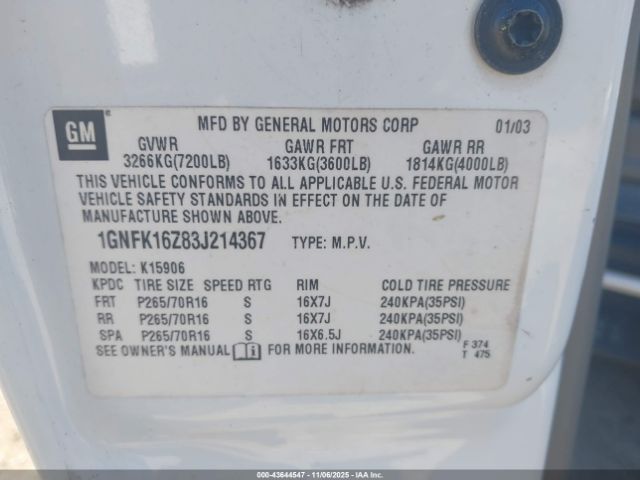 GM
MFD BY GENERAL MOTORS CORP 01/03
GVWR GAWR FRT GAWR RR
3266KG(7200LB) 1633KG(3600LB) 1814KG(4000LB)
THIS VEHICLE CONFORMS TO ALL APPLICABLE U.S. FEDERAL MOTOR
VEHICLE SAFETY STANDARDS IN EFFECT ON THE DATE OF
MANUFACTURE SHOWN ABOVE.
1GNFK16Z83J214367 TYPE: M.P.V.
MODEL: K15906
KPDC TIRE SIZE SPEED RTG RIM COLD TIRE PRESSURE
FRT P265/70R16 S 16X7J 240KPA(35PSI)
RR P265/70R16 S 16X7J 240KPA(35PSI)
SPA P265/70R16 S 16X6.5J 240KPA(35PSI)
SEE OWNER'S MANUAL FOR MORE INFORMATION.
F 374
T 475
000-43644547 - 11/06/2025 - IAAI.COM